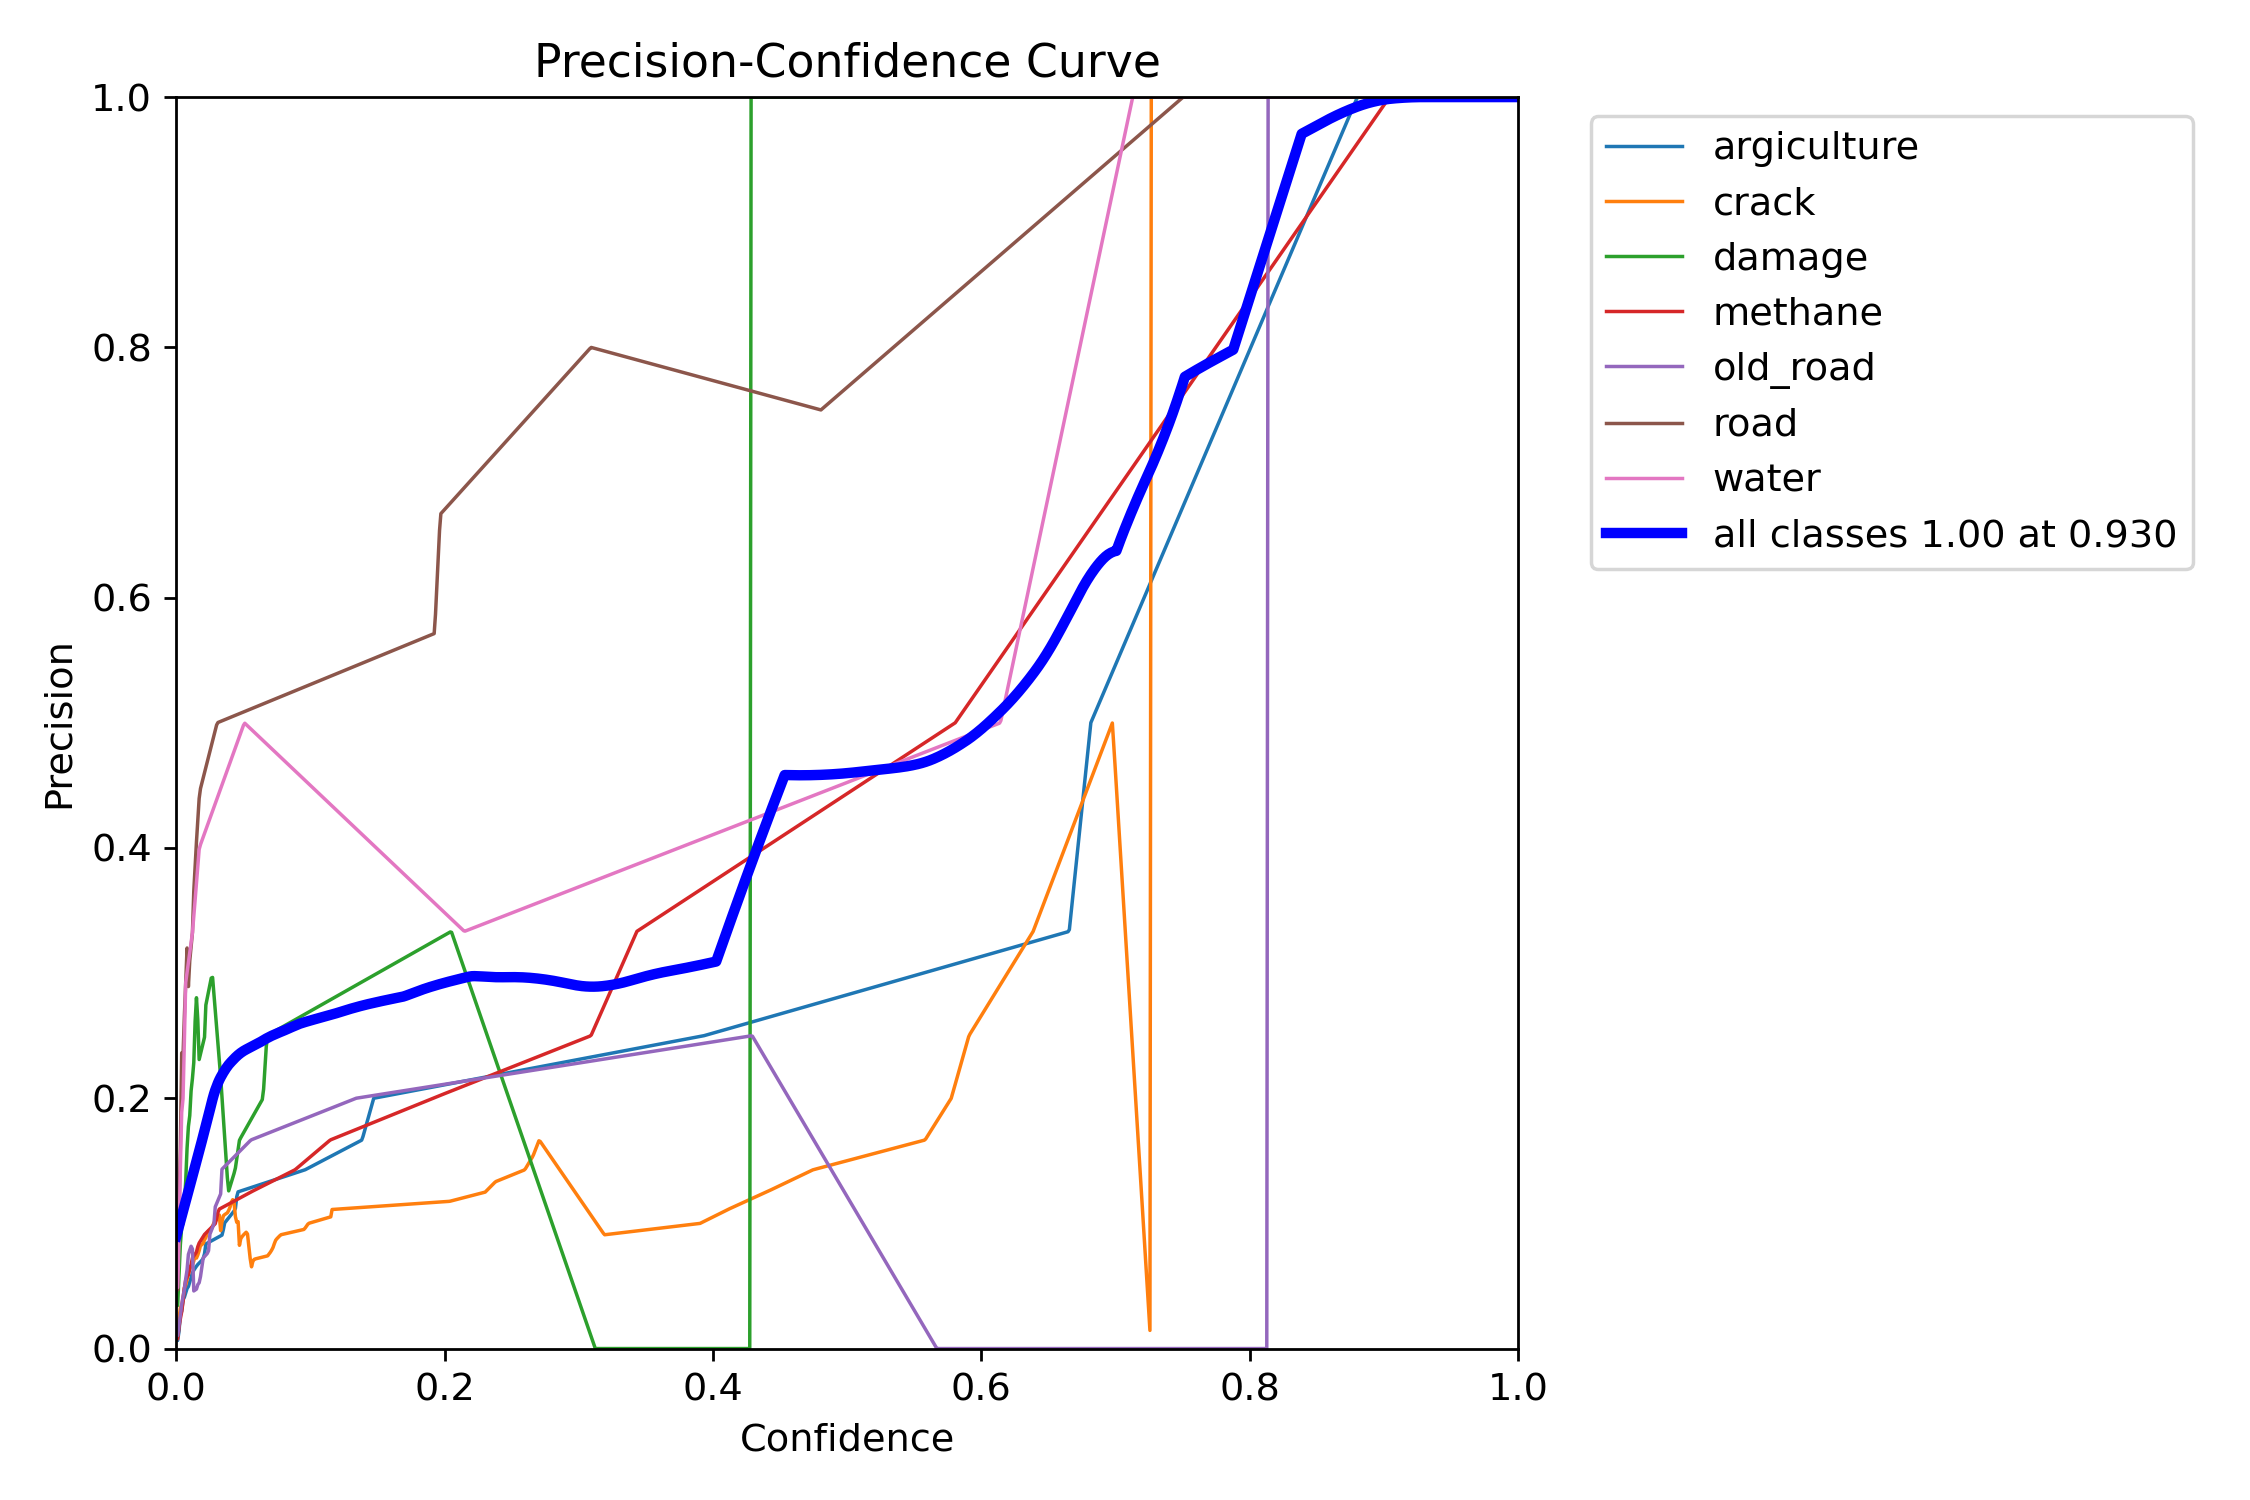 Precision-Confidence Curve
1.0
0.8
0.6
0.4
0.2
0.0
Precision
0.0 0.2 0.4 0.6 0.8 1.0
Confidence
argiculture
crack
damage
methane
old_road
road
water
all classes 1.00 at 0.930